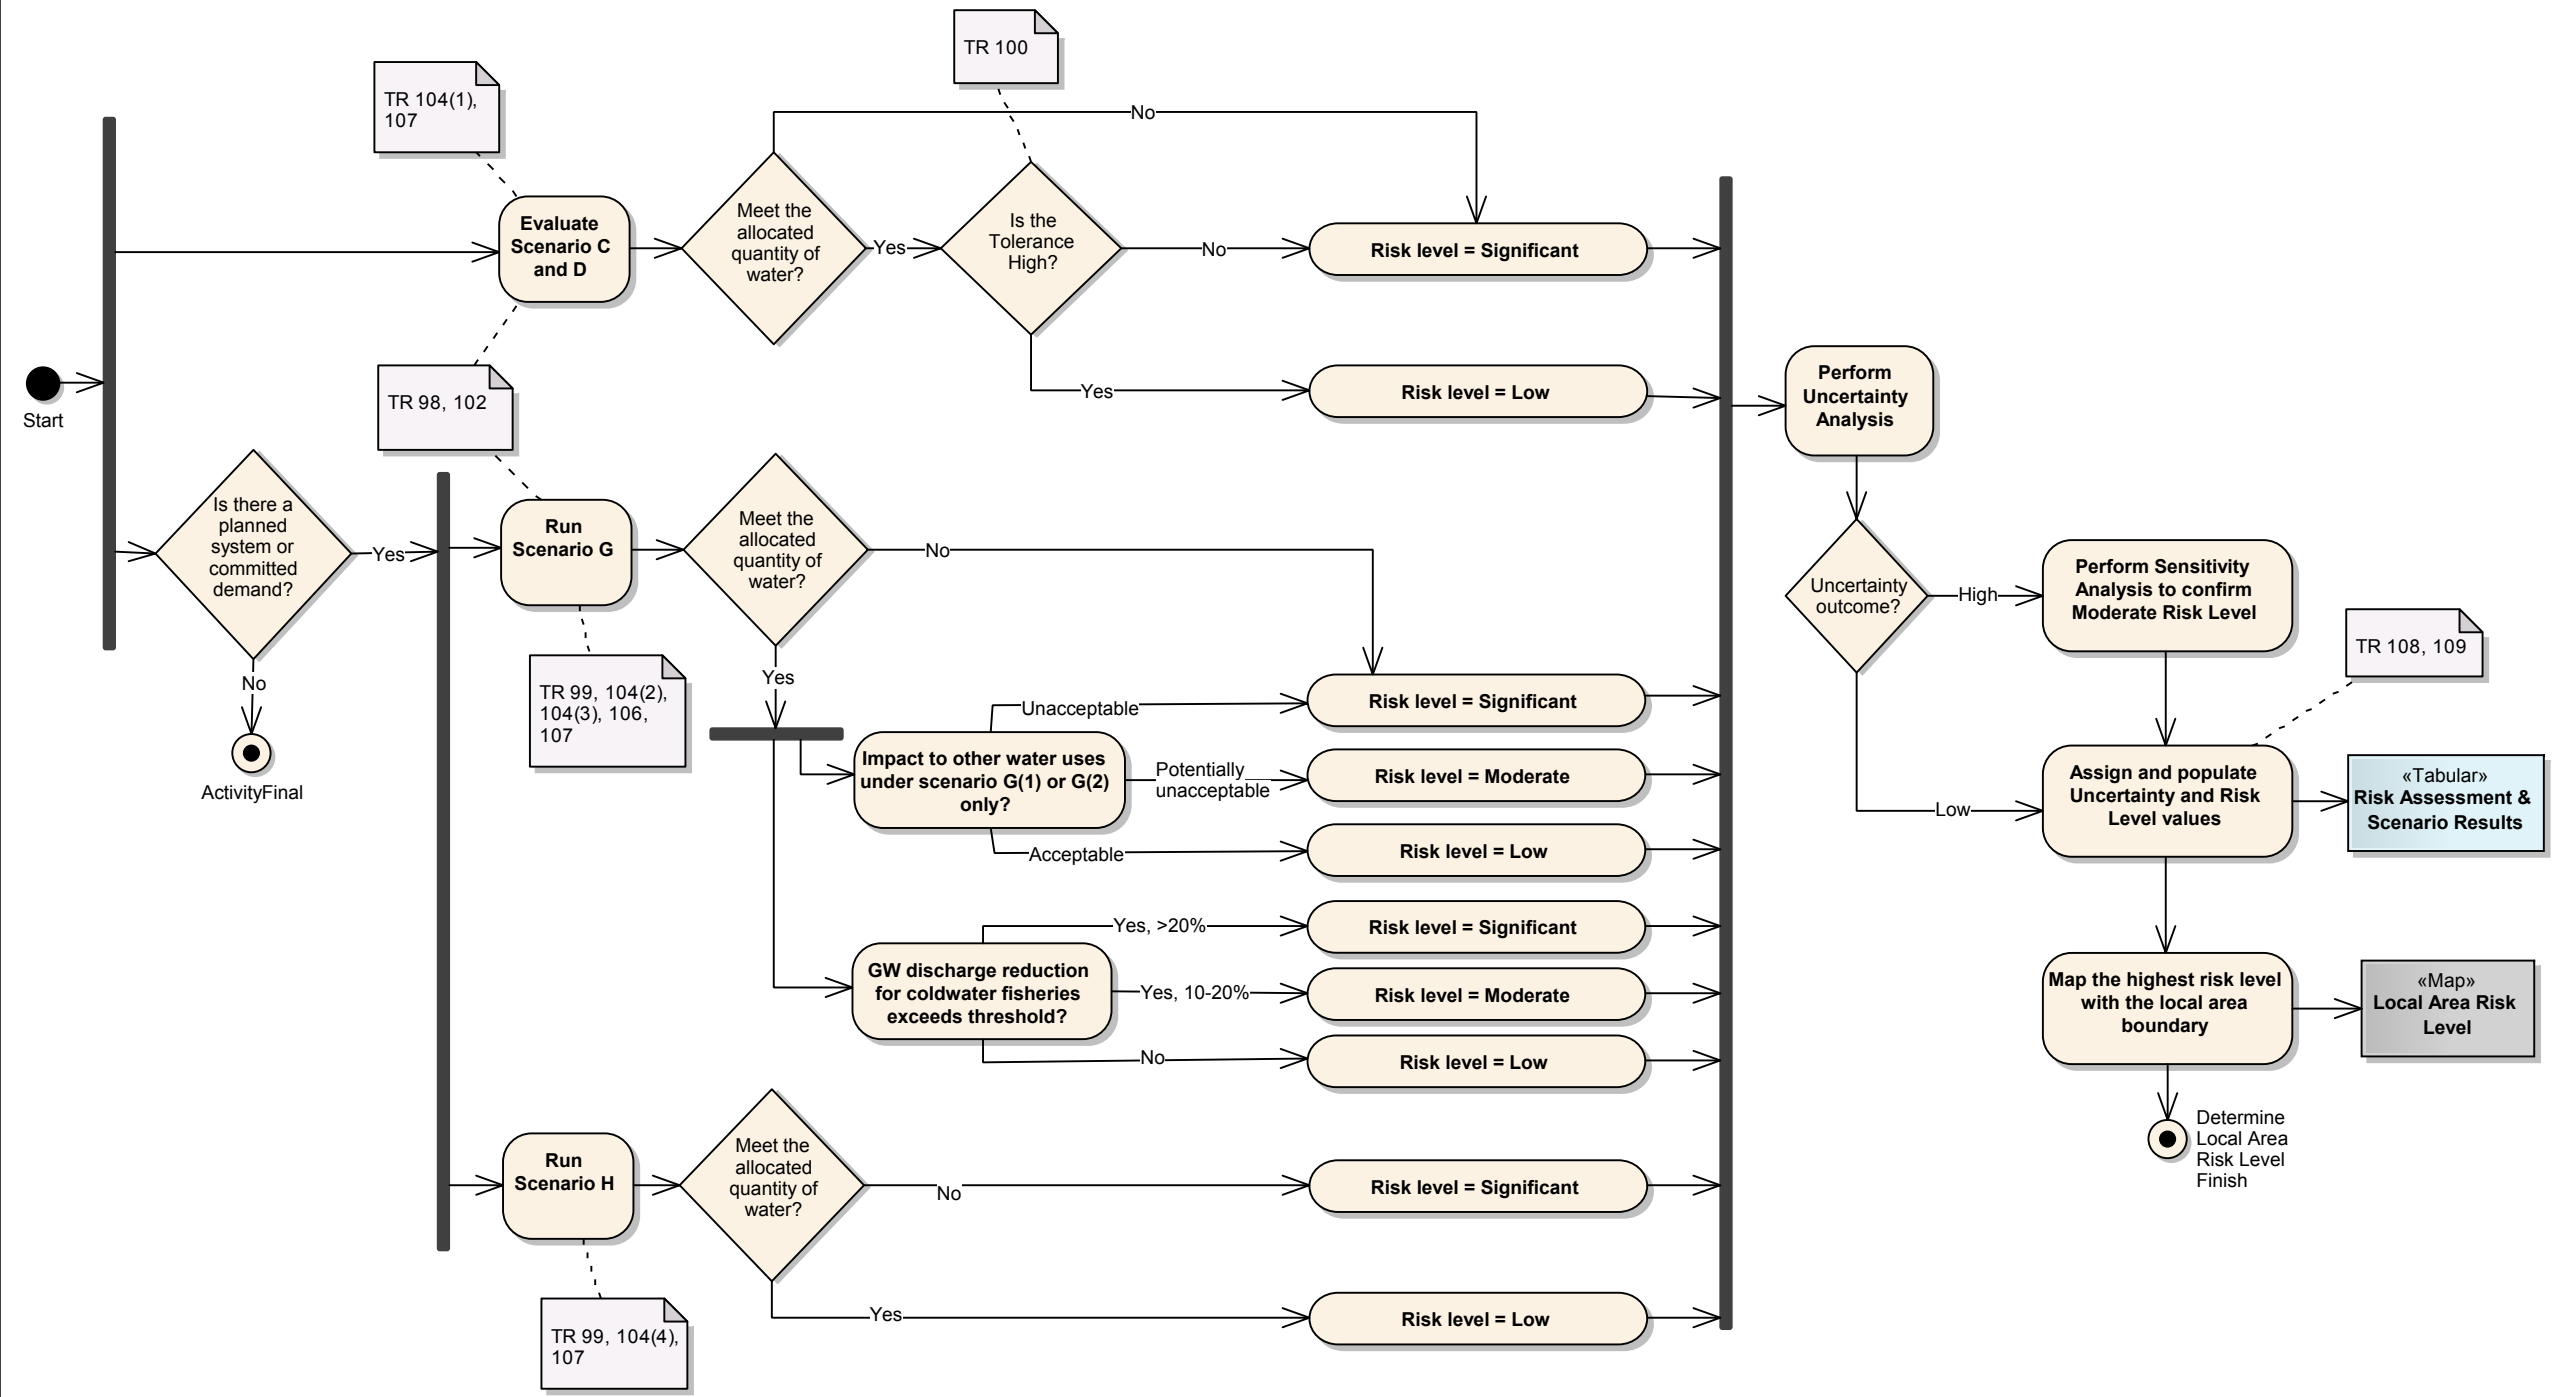 TR 100
TR 104(1),
107
No
Evaluate
Scenario C
and D
Meet the
allocated
quantity of
water?
Yes
Is the
Tolerance
High?
No
Risk level = Significant
Yes
Risk level = Low
TR 98, 102
Start
Is there a
planned
system or
committed
demand?
Yes
No
ActivityFinal
Run
Scenario G
Meet the
allocated
quantity of
water?
No
Yes
TR 99, 104(2),
104(3), 106,
107
Unacceptable
Risk level = Significant
Impact to other water uses
under scenario G(1) or G(2)
only?
Potentially
unacceptable
Risk level = Moderate
Acceptable
Risk level = Low
Yes, >20%
Risk level = Significant
GW discharge reduction
for coldwater fisheries
exceeds threshold?
Yes, 10-20%
Risk level = Moderate
No
Risk level = Low
Run
Scenario H
Meet the
allocated
quantity of
water?
No
Risk level = Significant
Yes
Risk level = Low
TR 99, 104(4),
107
Perform
Uncertainty
Analysis
Uncertainty
outcome?
High
Perform Sensitivity
Analysis to confirm
Moderate Risk Level
TR 108, 109
Low
Assign and populate
Uncertainty and Risk
Level values
«Tabular»
Risk Assessment &
Scenario Results
Map the highest risk level
with the local area
boundary
«Map»
Local Area Risk
Level
Determine
Local Area
Risk Level
Finish